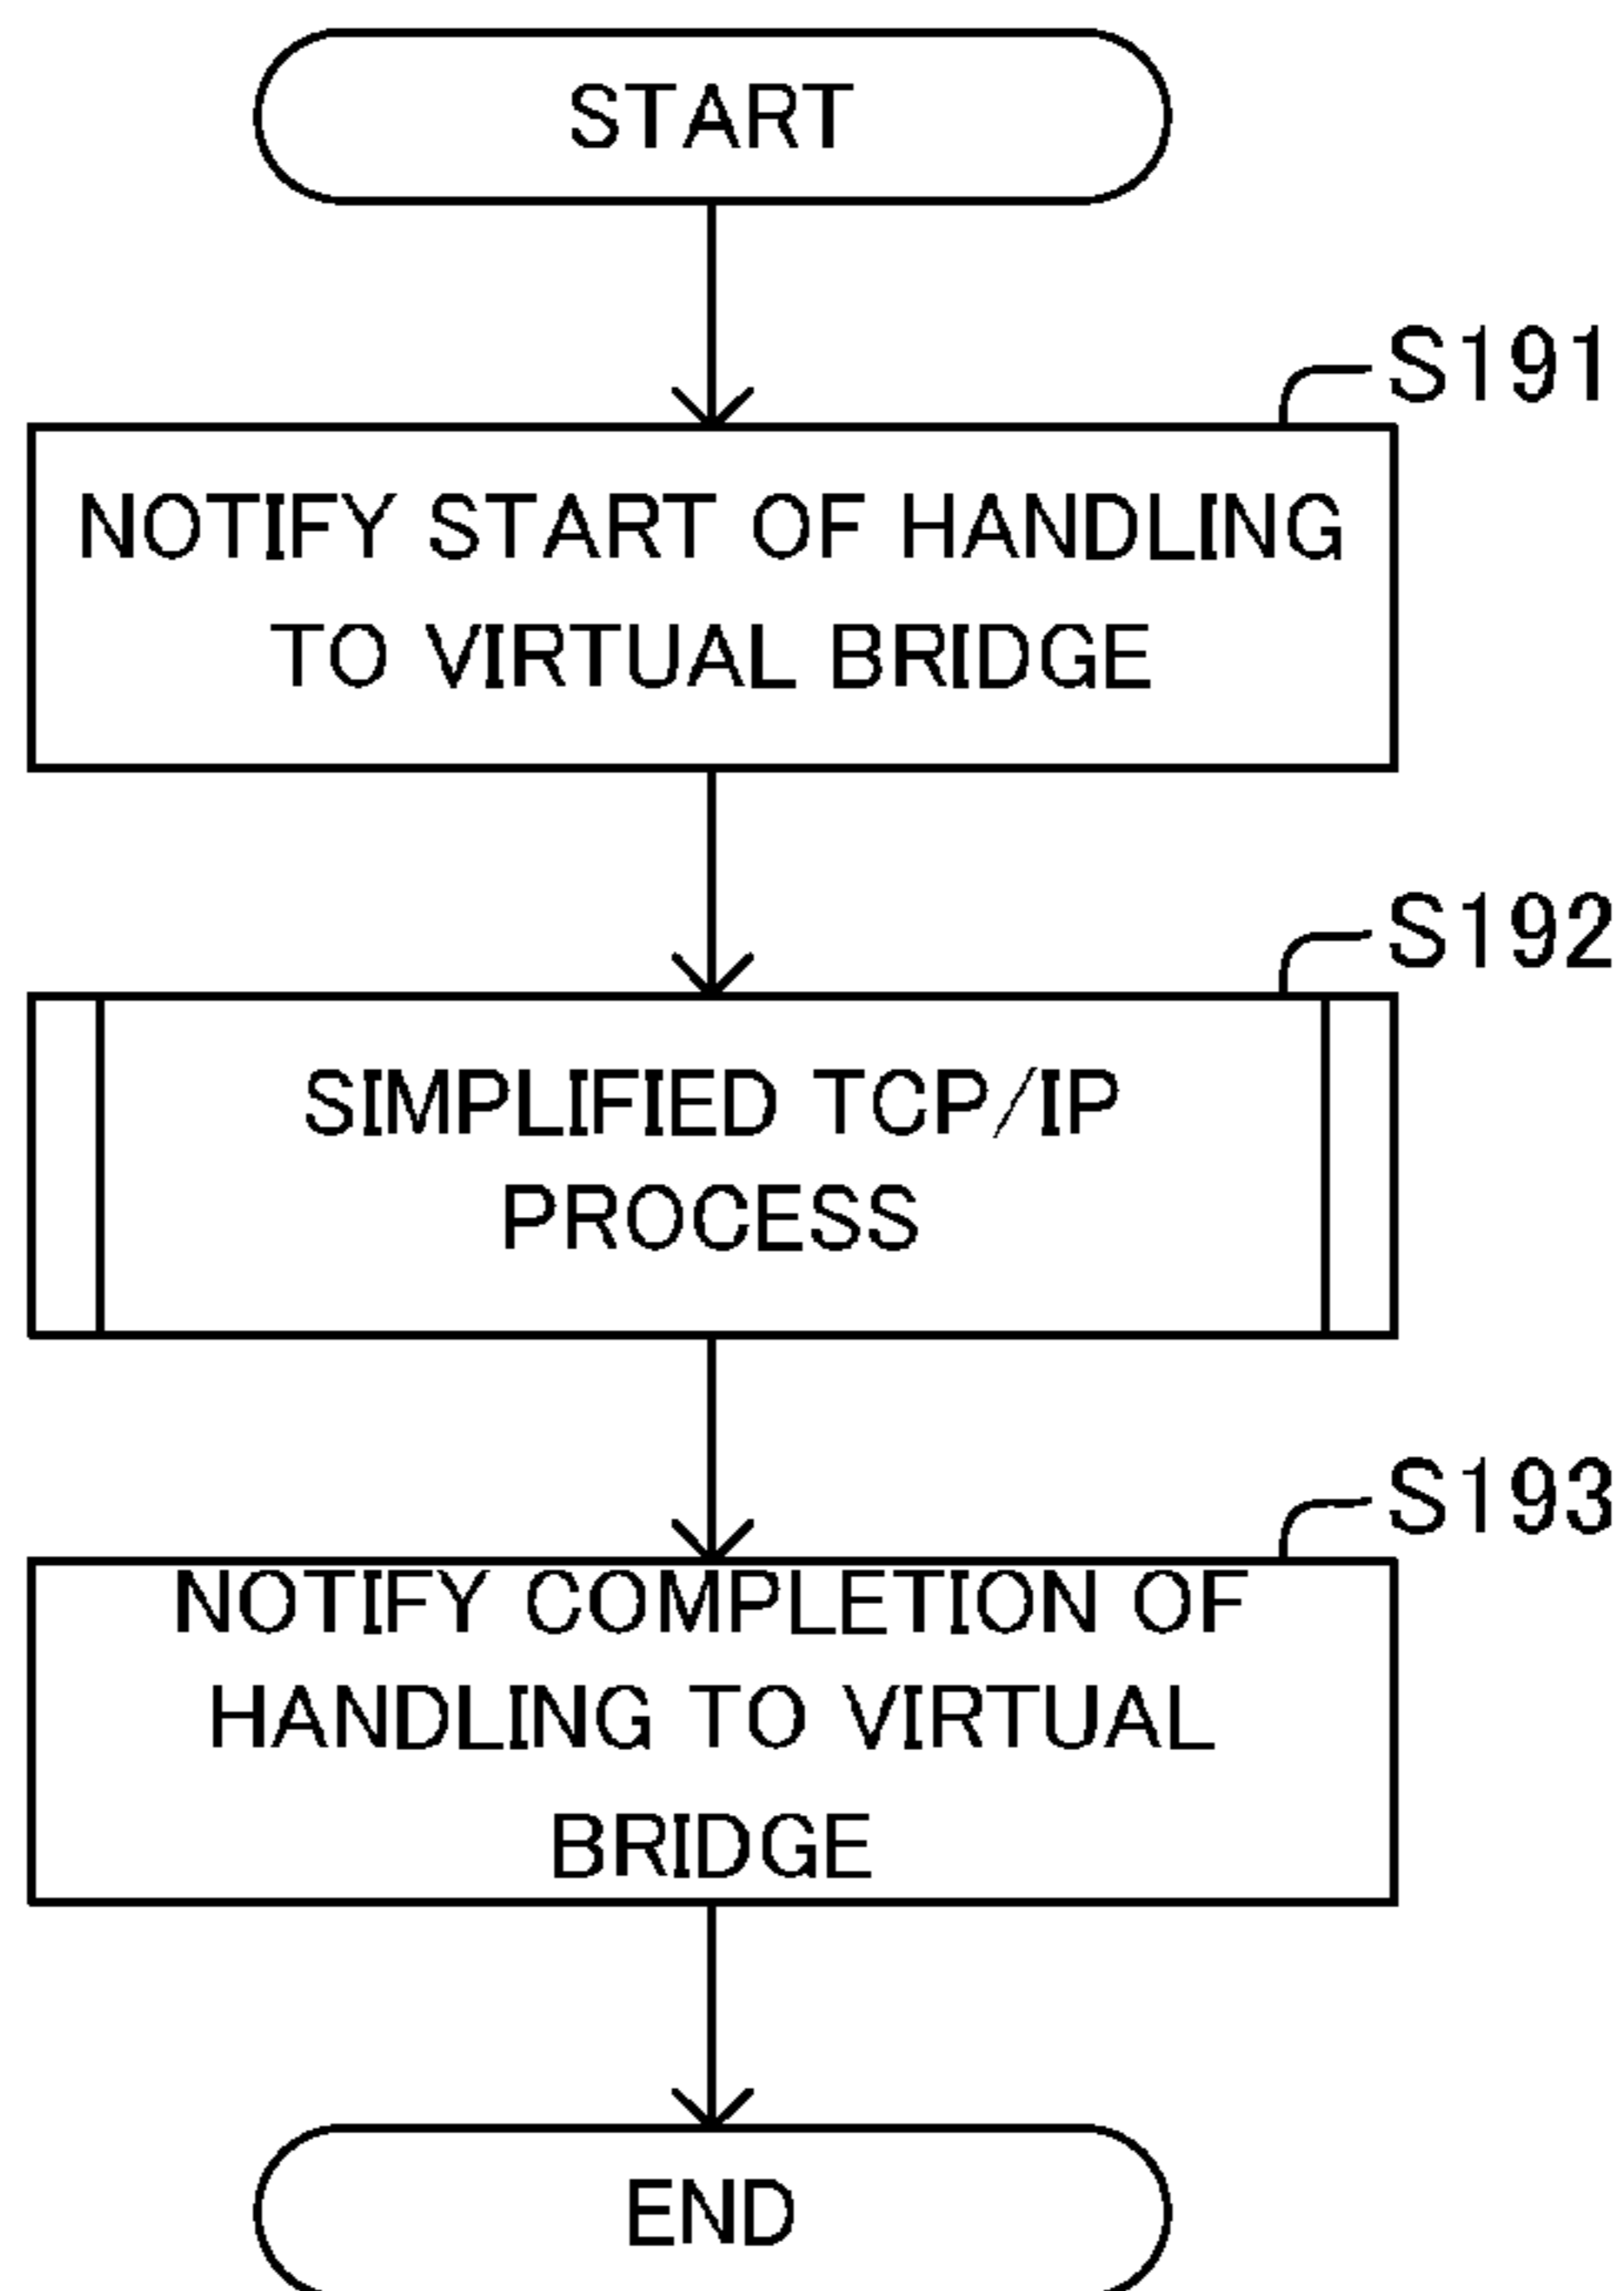 START
S191
NOTIFY START OF HANDLING
TO VIRTUAL BRIDGE
S192
SIMPLIFIED TCP/IP
PROCESS
S193
NOTIFY COMPLETION OF
HANDLING TO VIRTUAL
BRIDGE
END